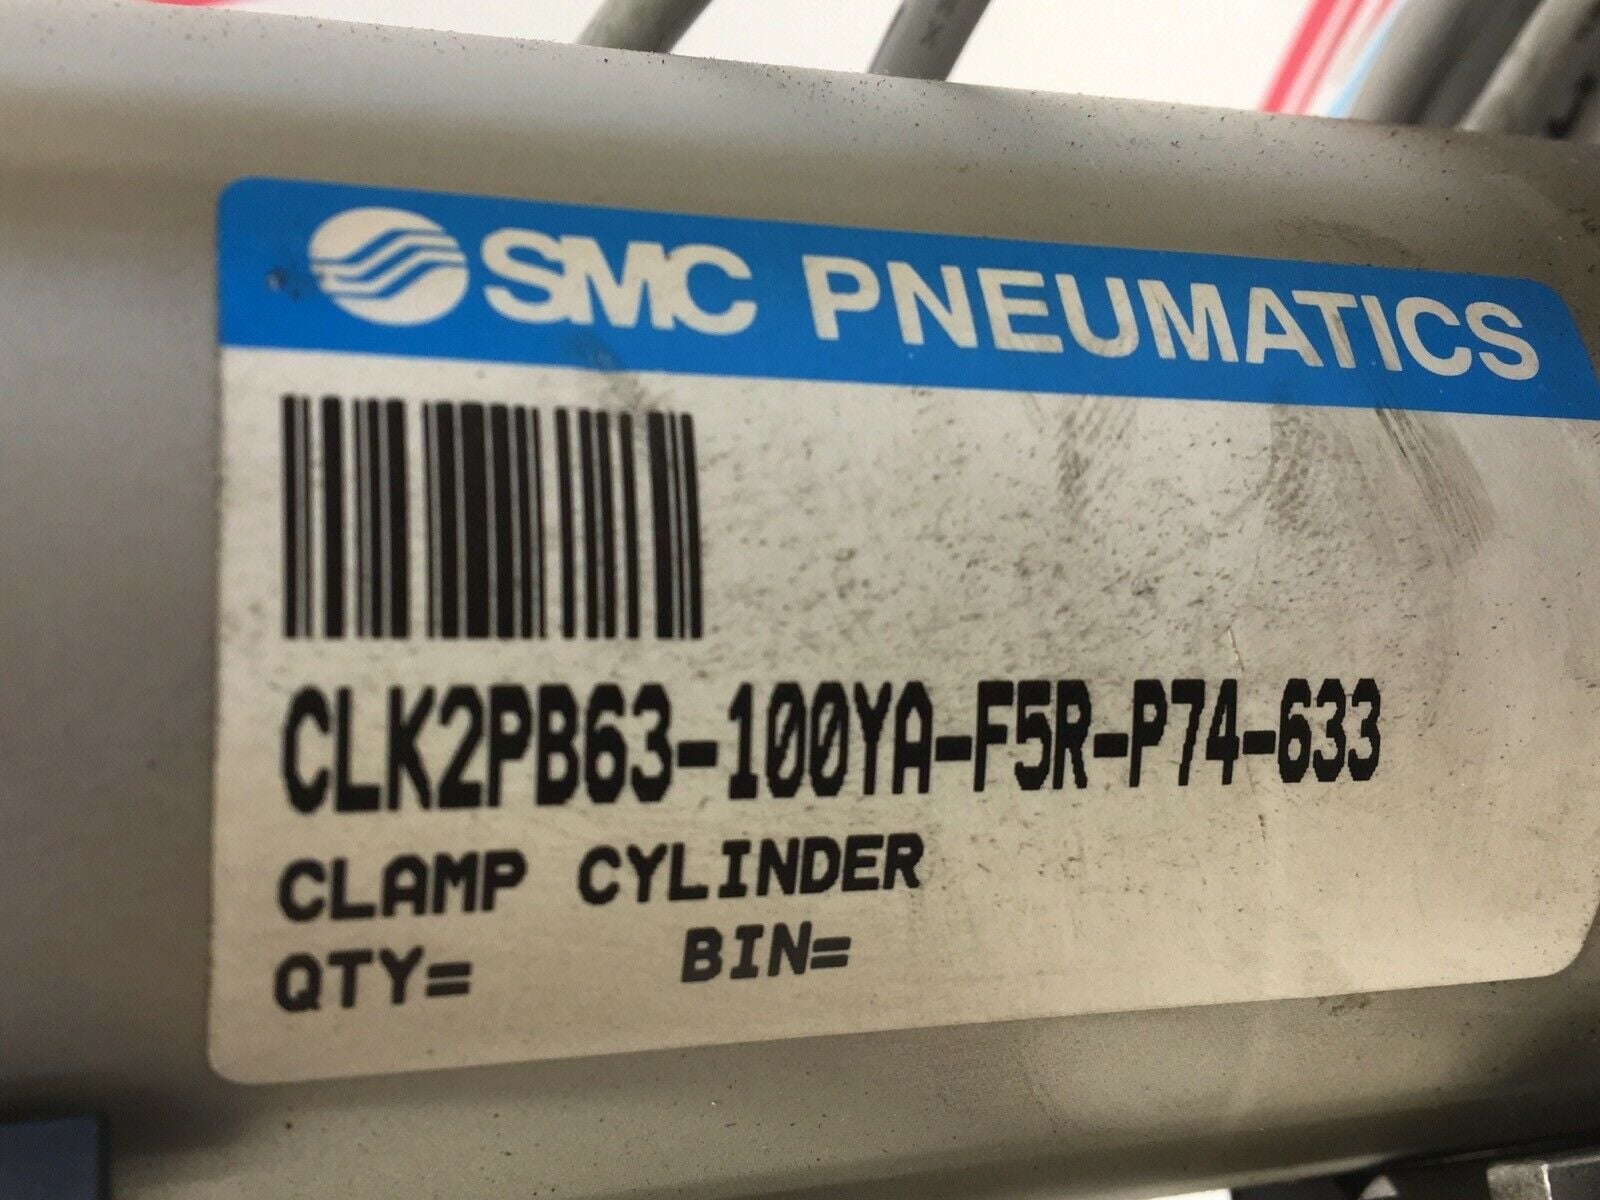 SMC PNEUMATICS
CLK2PB63-100YA-F5R-P74-633
CLAMP CYLINDER
QTY= BIN=